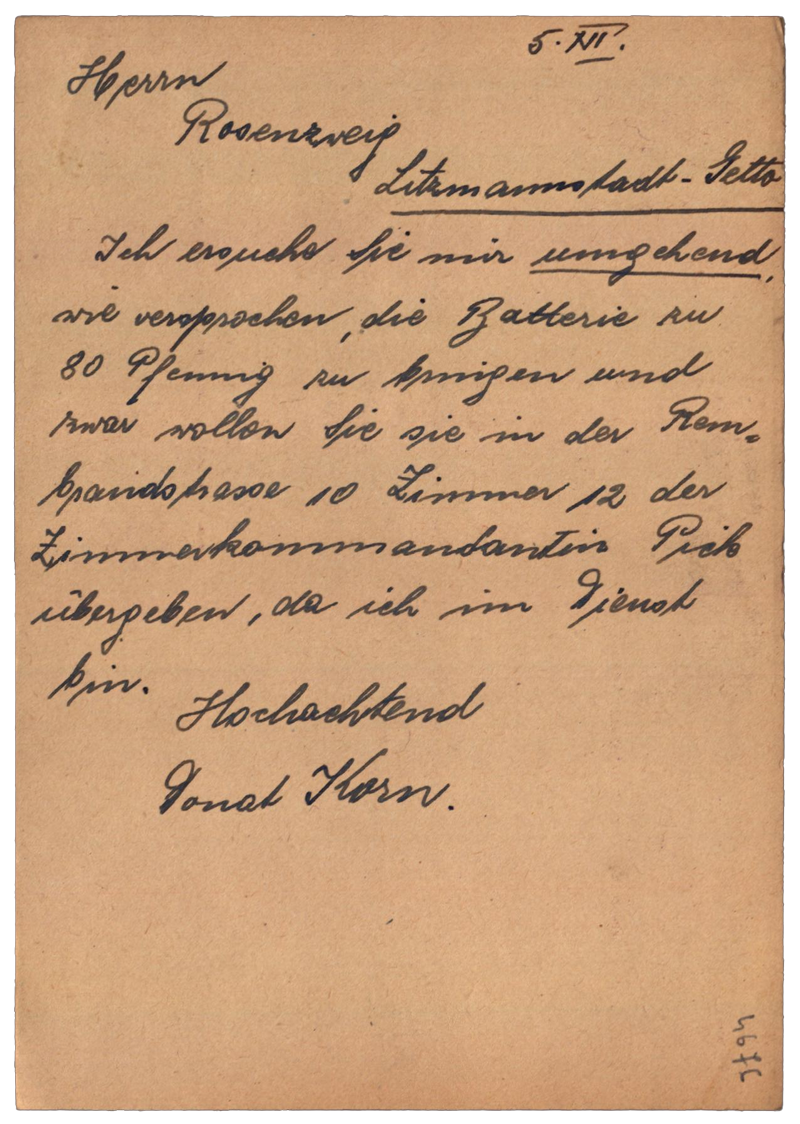 5. XII.
Herrn
Rosenzweig
Litzmannstadt-Getto
Ich ersuche Sie mir umgehend,
wie versprochen, die Batterie zu
80 Pfennig zu bringen und
zwar wollen Sie sie in der Rem-
brandstrasse 10 Zimmer 12 der
Zimmerkommandantin Pick
übergeben, da ich im Dienst
bin.
Hochachtend
Donat Korn.